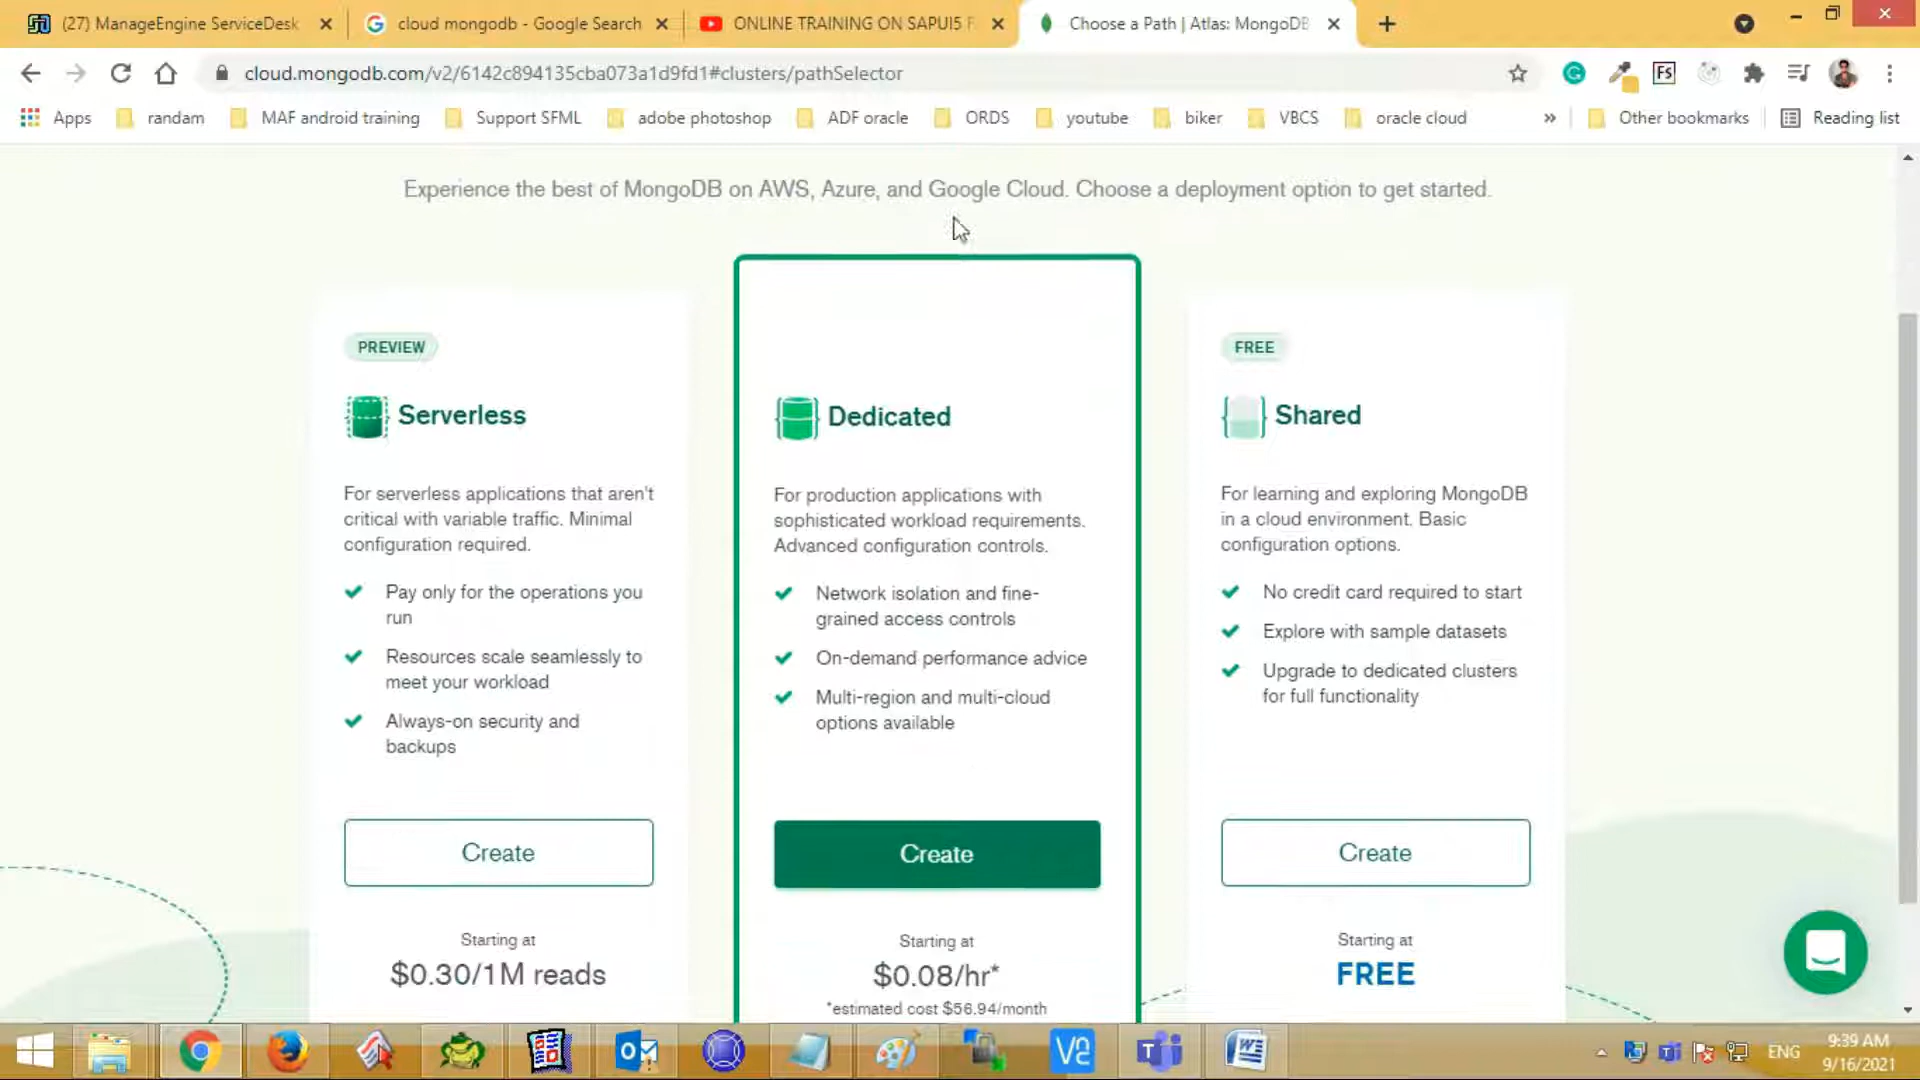 (27) ManageEngine ServiceDesk
cloud mongodb - Google Search
ONLINE TRAINING ON SAPUI5 F
Choose a Path | Atlas: MongoDB
cloud.mongodb.com/v2/6142c894135cba073a1d9fd1#clusters/pathSelector
Apps
randam
MAF android training
Support SFML
adobe photoshop
ADF oracle
ORDS
youtube
biker
VBCS
oracle cloud
»
Other bookmarks
Reading list
Experience the best of MongoDB on AWS, Azure, and Google Cloud. Choose a deployment option to get started.
PREVIEW
Serverless
For serverless applications that aren't
critical with variable traffic. Minimal
configuration required.
Pay only for the operations you
run
Resources scale seamlessly to
meet your workload
Always-on security and
backups
Create
Starting at
$0.30/1M reads
Dedicated
For production applications with
sophisticated workload requirements.
Advanced configuration controls.
Network isolation and fine-
grained access controls
On-demand performance advice
Multi-region and multi-cloud
options available
Create
Starting at
$0.08/hr*
*estimated cost $56.94/month
FREE
Shared
For learning and exploring MongoDB
in a cloud environment. Basic
configuration options.
No credit card required to start
Explore with sample datasets
Upgrade to dedicated clusters
for full functionality
Create
Starting at
FREE
ENG
9:39 AM
9/16/2021